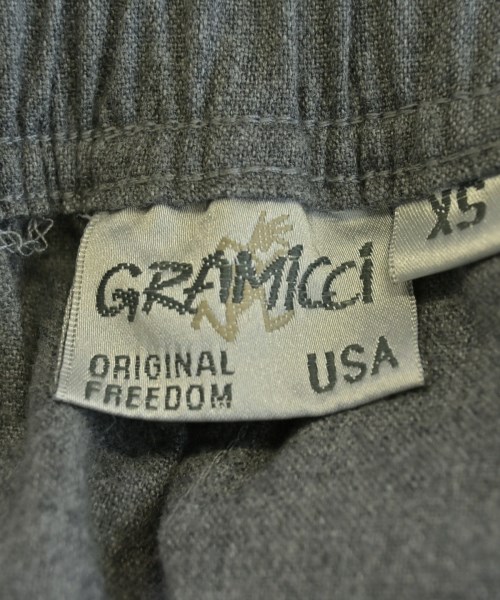 GRAMiCCi
ORIGINAL
FREEDOM
USA
XS